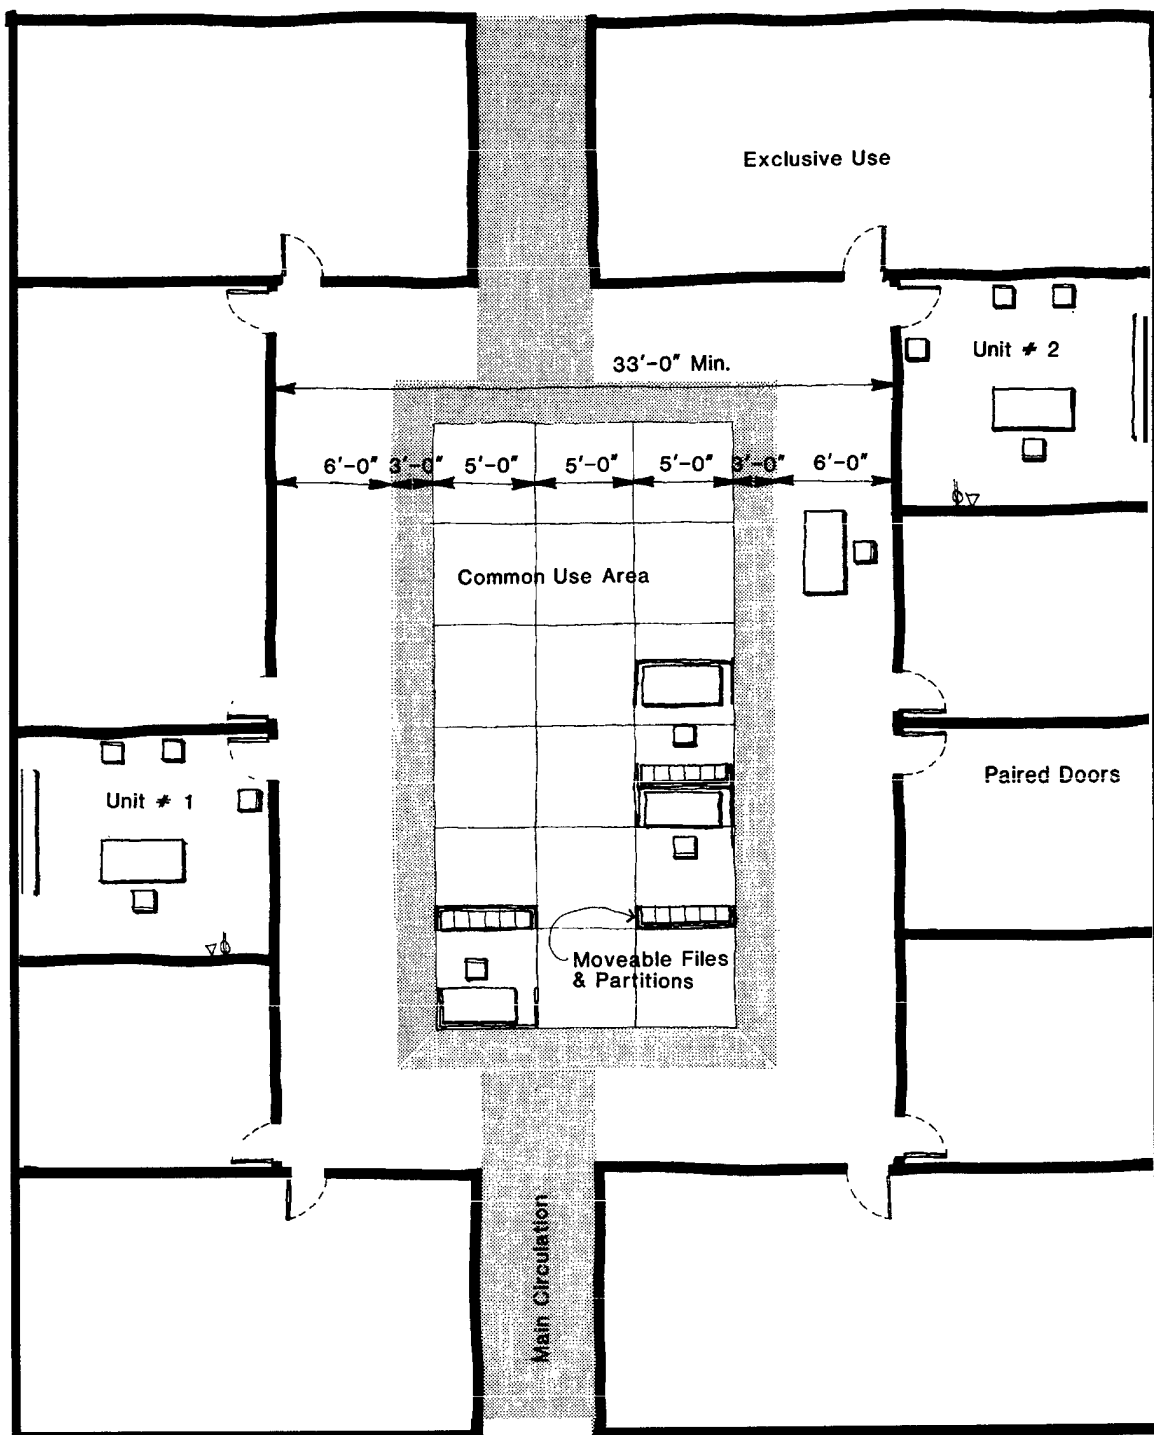 Exclusive Use
Unit # 2
33'-0" Min.
6'-0" 3'-0" 5'-0" 5'-0" 5'-0" 3'-0" 6'-0"
Common Use Area
Paired Doors
Unit # 1
Moveable Files
& Partitions
Main Circulation